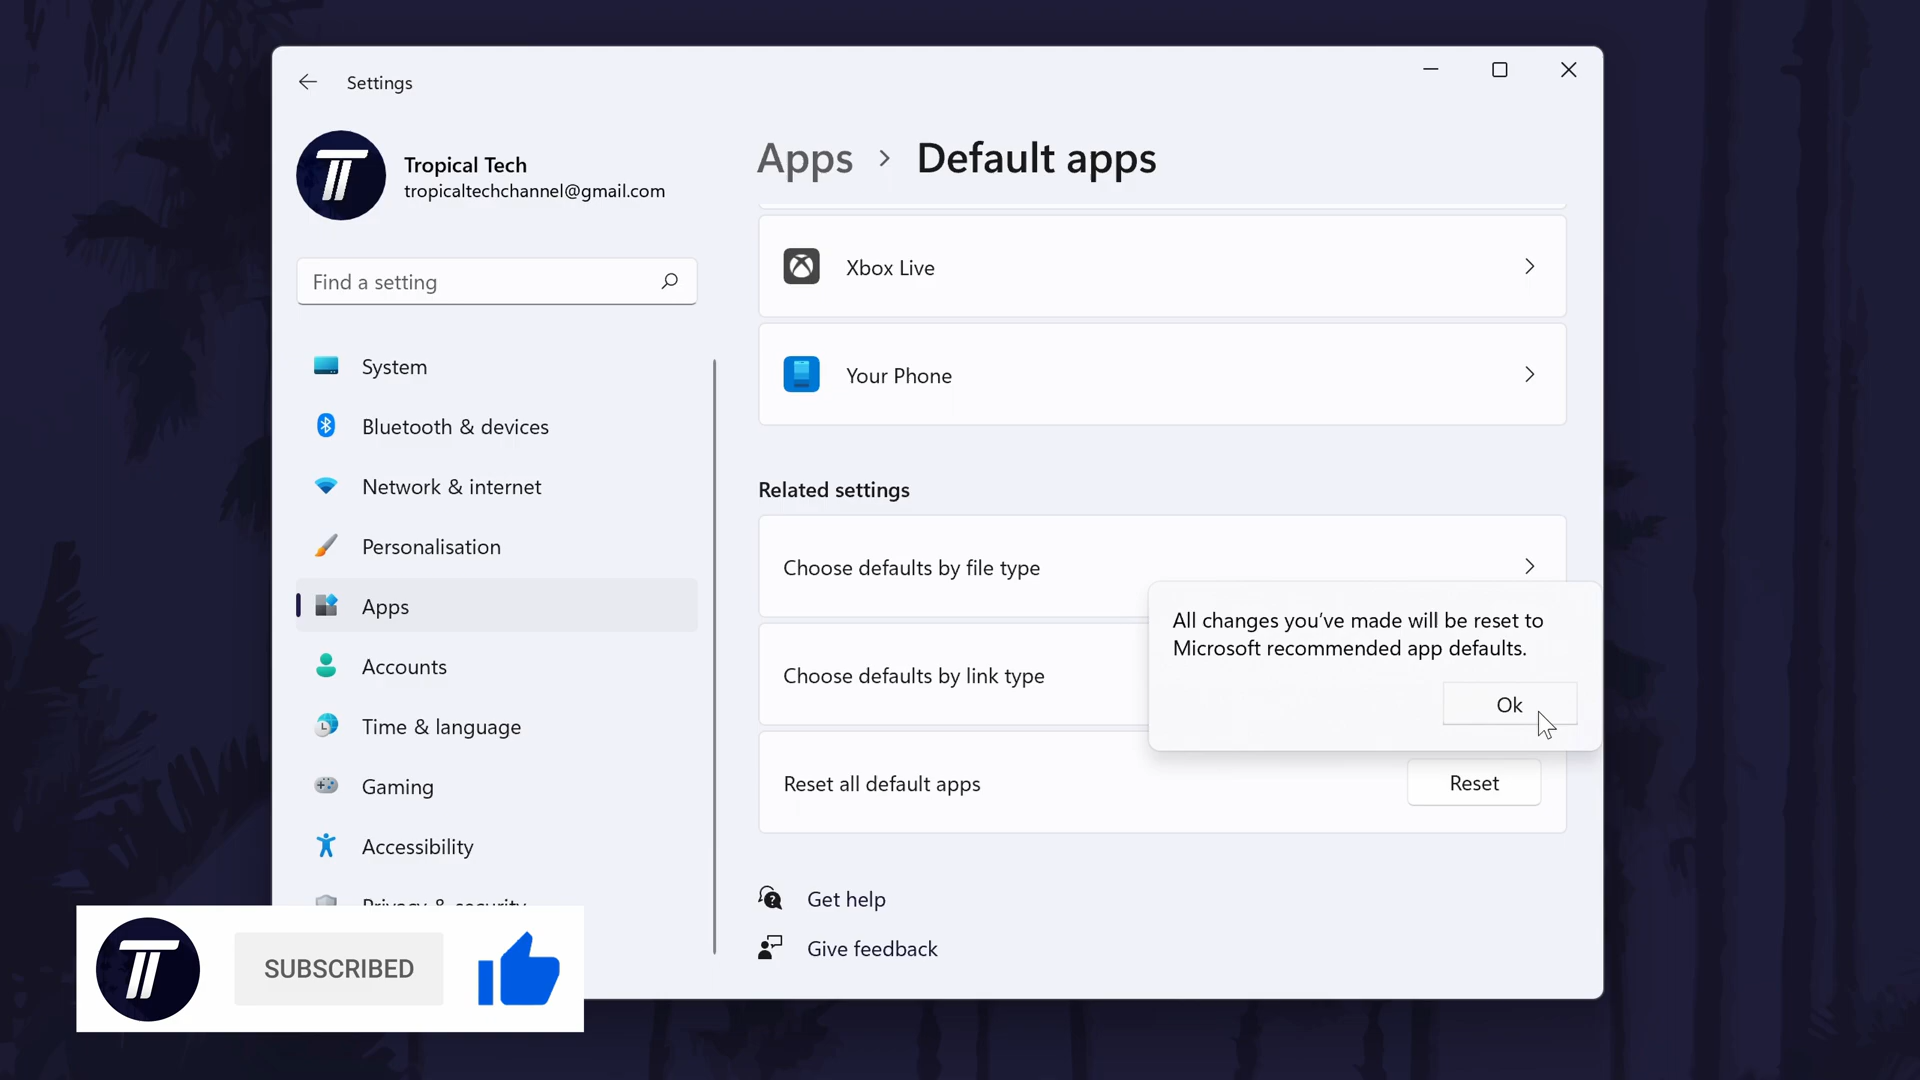 Settings
Tropical Tech
tropicaltechchannel@gmail.com
Find a setting
System
Bluetooth & devices
Network & internet
Personalisation
Apps
Accounts
Time & language
Gaming
Accessibility
Privacy & security
Apps > Default apps
Xbox Live
Your Phone
Related settings
Choose defaults by file type
Choose defaults by link type
All changes you've made will be reset to
Microsoft recommended app defaults.
Ok
Reset all default apps
Reset
Get help
Give feedback
SUBSCRIBED